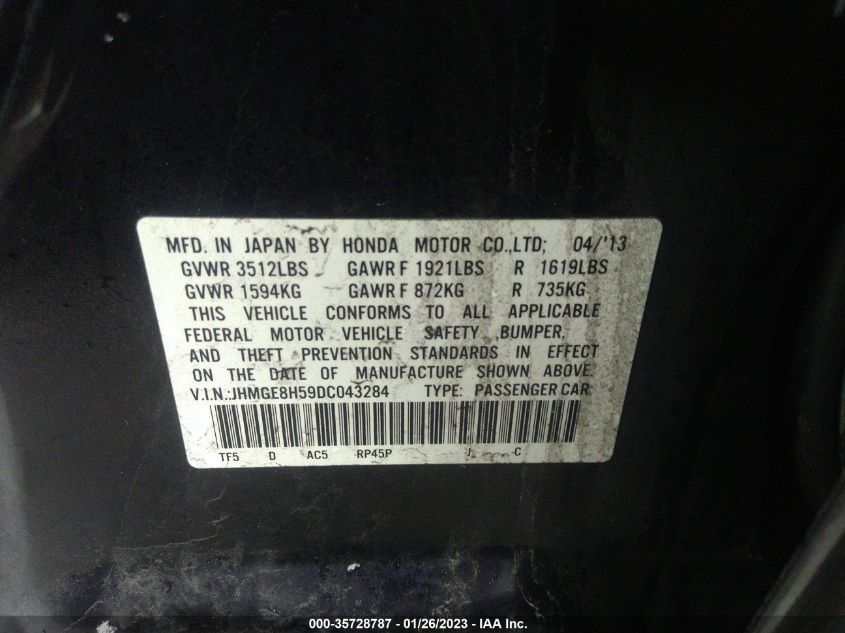 MFD. IN JAPAN BY HONDA MOTOR CO.,LTD; 04/'13
GVWR 3512LBS GAWR F 1921LBS R 1619LBS
GVWR 1594KG GAWR F 872KG R 735KG
THIS VEHICLE CONFORMS TO ALL APPLICABLE
FEDERAL MOTOR VEHICLE SAFETY ,BUMPER,
AND THEFT PREVENTION STANDARDS IN EFFECT
ON THE DATE OF MANUFACTURE SHOWN ABOVE.
V.I.N.:JHMGE8H59DC043284 TYPE: PASSENGER CAR
TF5 D AC5 RP45P J C
000-35728787 - 01/26/2023 - IAA Inc.